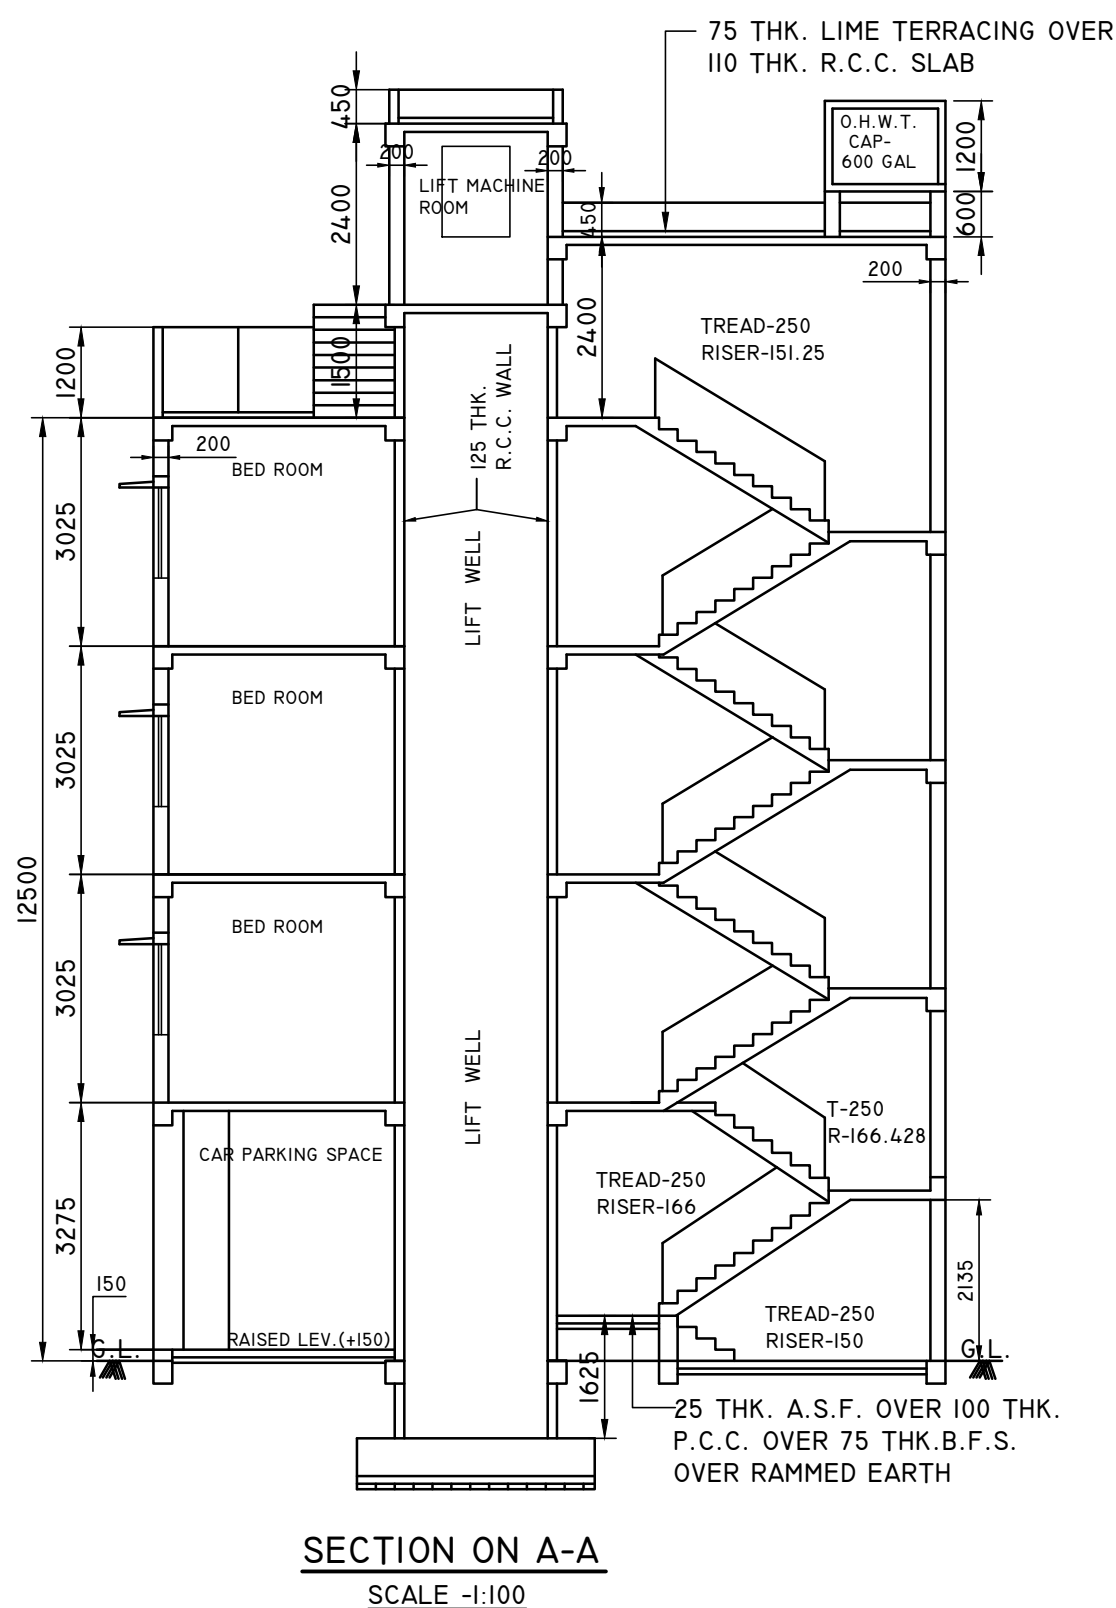 75 THK. LIME TERRACING OVER
110 THK. R.C.C. SLAB
450
O.H.W.T.
CAP-
600 GAL
1200
200
200
LIFT MACHINE
ROOM
2400
450
600
200
2400
TREAD-250
RISER-151.25
1200
1500
125 THK.
R.C.C. WALL
200
BED ROOM
3025
LIFT WELL
BED ROOM
3025
12500
BED ROOM
3025
LIFT WELL
T-250
R-166.428
CAR PARKING SPACE
TREAD-250
RISER-166
3275
2135
150
TREAD-250
RISER-150
RAISED LEV.(+150)
G.L.
G.L.
1625
25 THK. A.S.F. OVER 100 THK.
P.C.C. OVER 75 THK.B.F.S.
OVER RAMMED EARTH
SECTION ON A-A
SCALE -1:100